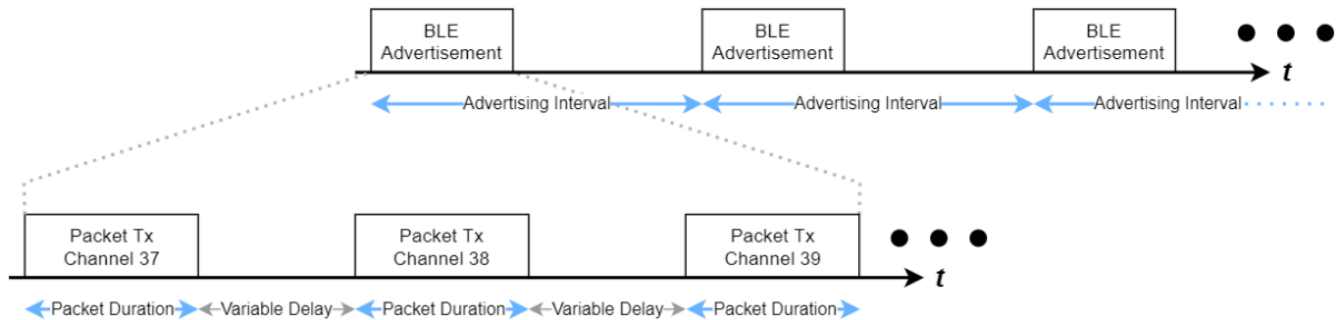 BLE
Advertisement
BLE
Advertisement
BLE
Advertisement
t
Advertising Interval
Advertising Interval
Advertising Interval
Packet Tx
Channel 37
Packet Tx
Channel 38
Packet Tx
Channel 39
t
Packet Duration
Variable Delay
Packet Duration
Variable Delay
Packet Duration